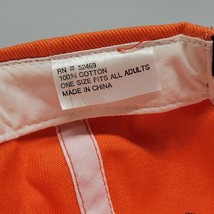 RN # 52469
100% COTTON
ONE SIZE FITS ALL ADULTS
MADE IN CHINA